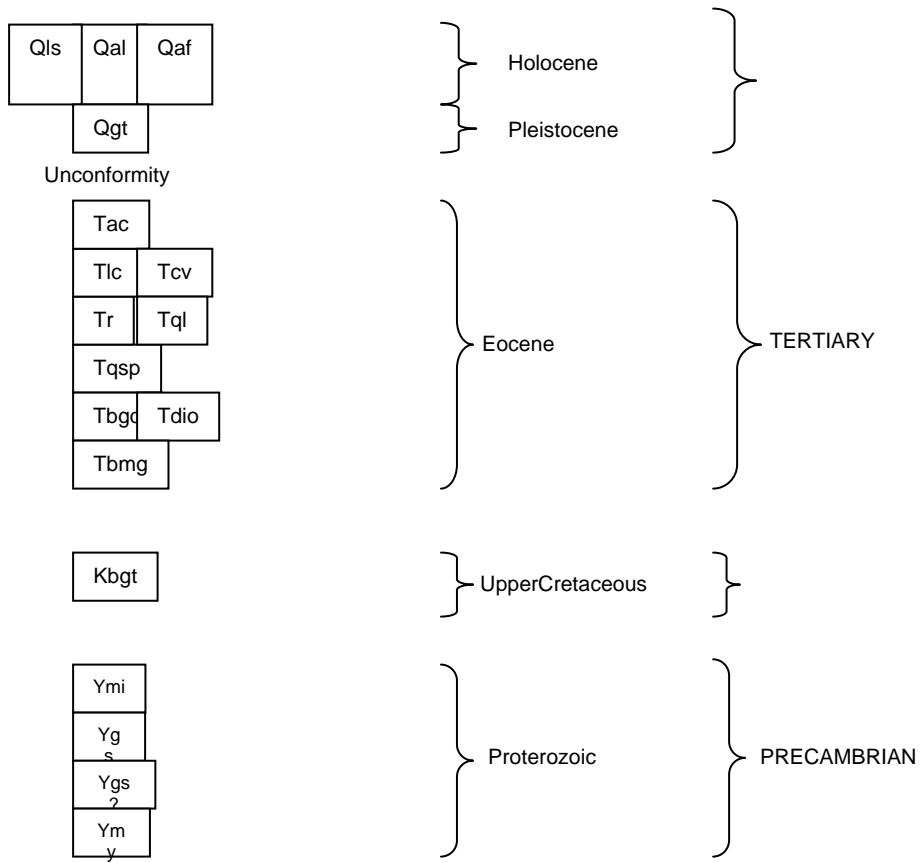 Qls Qal Qaf
Holocene
Qgt
Pleistocene
Unconformity
Tac
Tlc Tcv
Tr Tql
Eocene
TERTIARY
Tqsp
Tbgd Tdio
Tbmg
Kbgt
UpperCretaceous
Ymi
Yg
s
Proterozoic
PRECAMBRIAN
Ygs
?
Ym
y